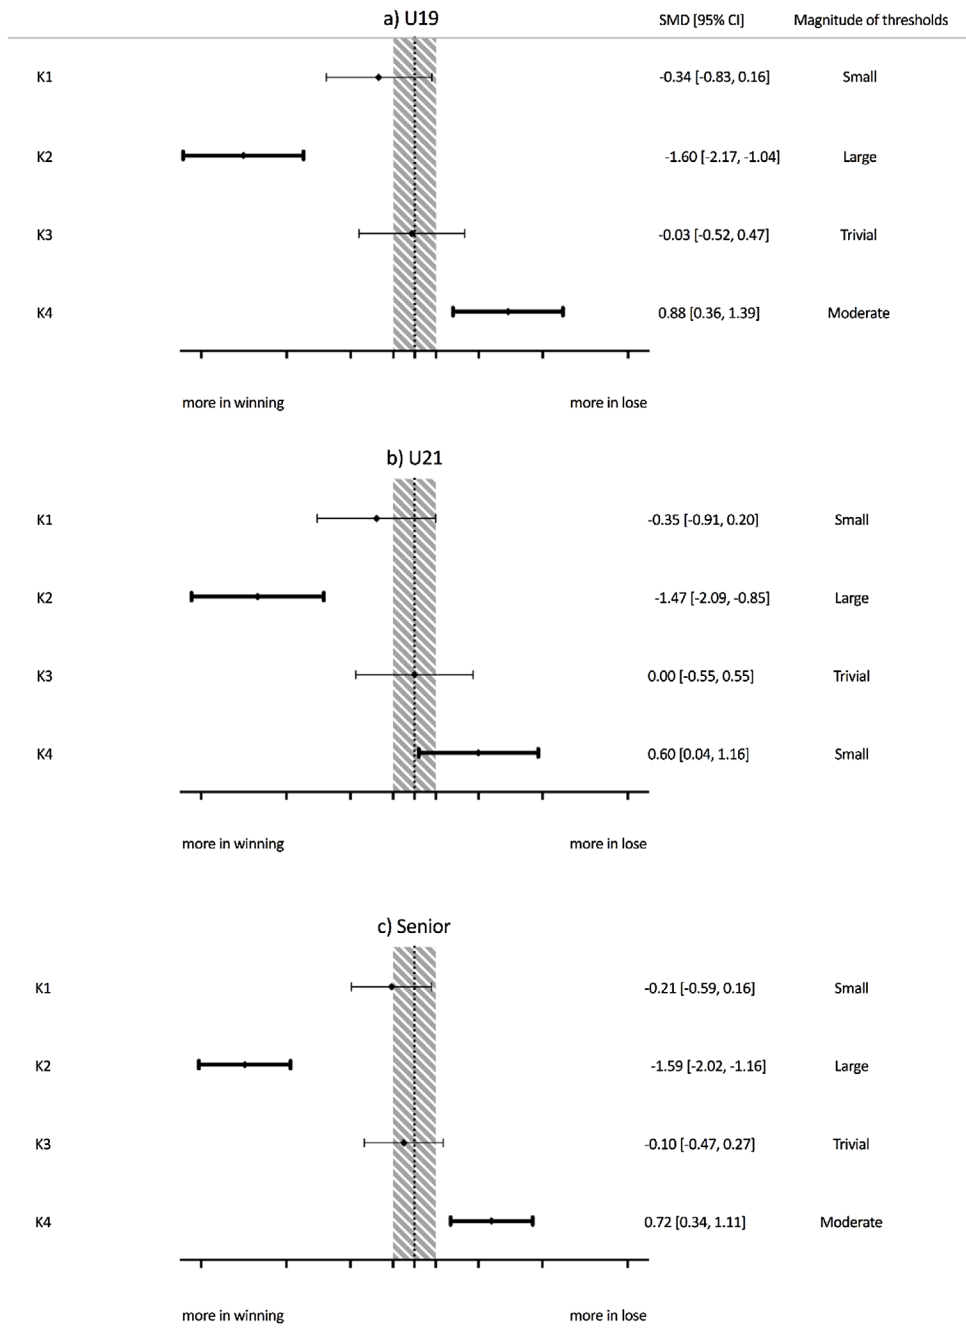 a) U19 SMD [95% CI] Magnitude of thresholds
K1 -0.34 [-0.83, 0.16] Small
K2 -1.60 [-2.17, -1.04] Large
K3 -0.03 [-0.52, 0.47] Trivial
K4 0.88 [0.36, 1.39] Moderate
more in winning more in lose
b) U21
K1 -0.35 [-0.91, 0.20] Small
K2 -1.47 [-2.09, -0.85] Large
K3 0.00 [-0.55, 0.55] Trivial
K4 0.60 [0.04, 1.16] Small
more in winning more in lose
c) Senior
K1 -0.21 [-0.59, 0.16] Small
K2 -1.59 [-2.02, -1.16] Large
K3 -0.10 [-0.47, 0.27] Trivial
K4 0.72 [0.34, 1.11] Moderate
more in winning more in lose